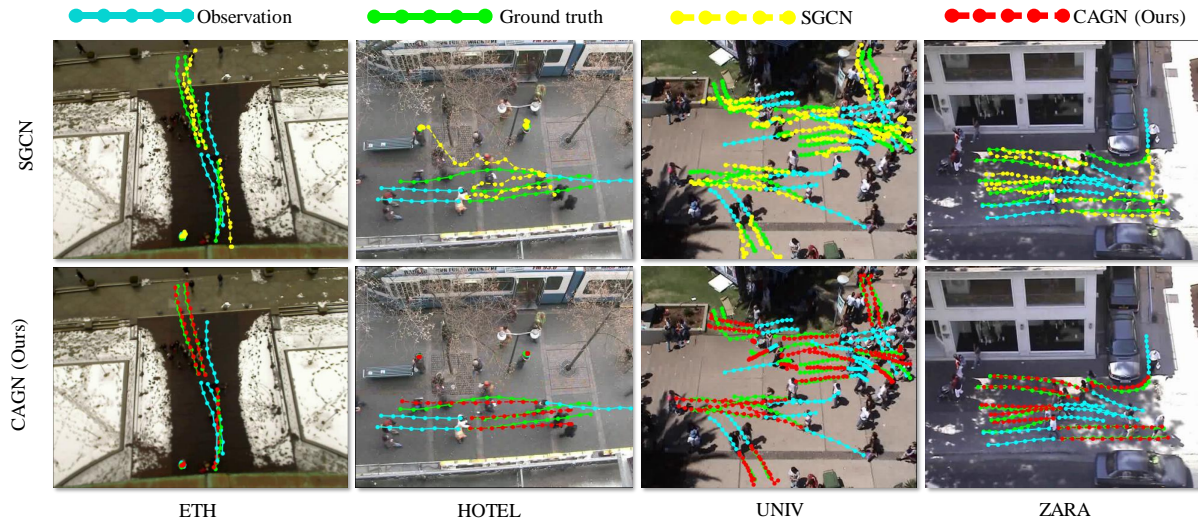 Observation Ground truth SGCN CAGN (Ours)
SGCN
CAGN (Ours)
ETH HOTEL UNIV ZARA